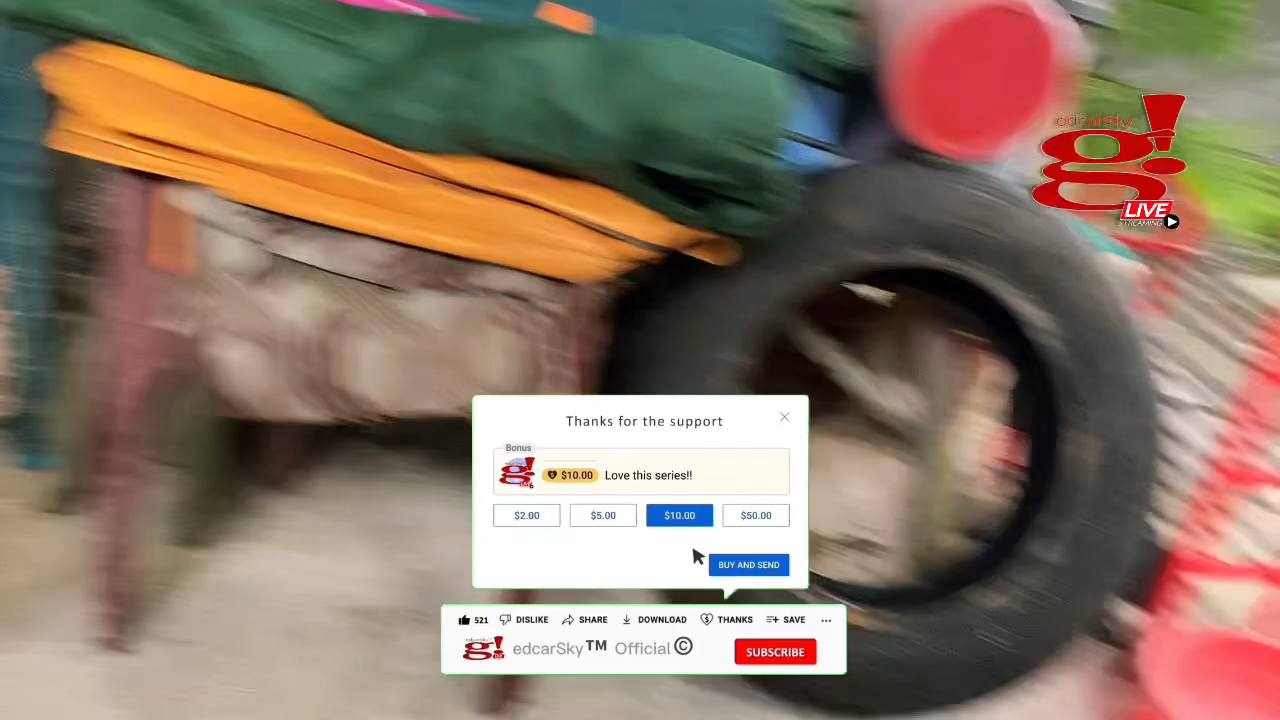 edcarSky
g!
LIVE
STREAMING
Thanks for the support
Bonus
$10.00 Love this series!!
$2.00 $5.00 $10.00 $50.00
BUY AND SEND
521 DISLIKE SHARE DOWNLOAD THANKS SAVE
g! edcarSky™ Official©
SUBSCRIBE